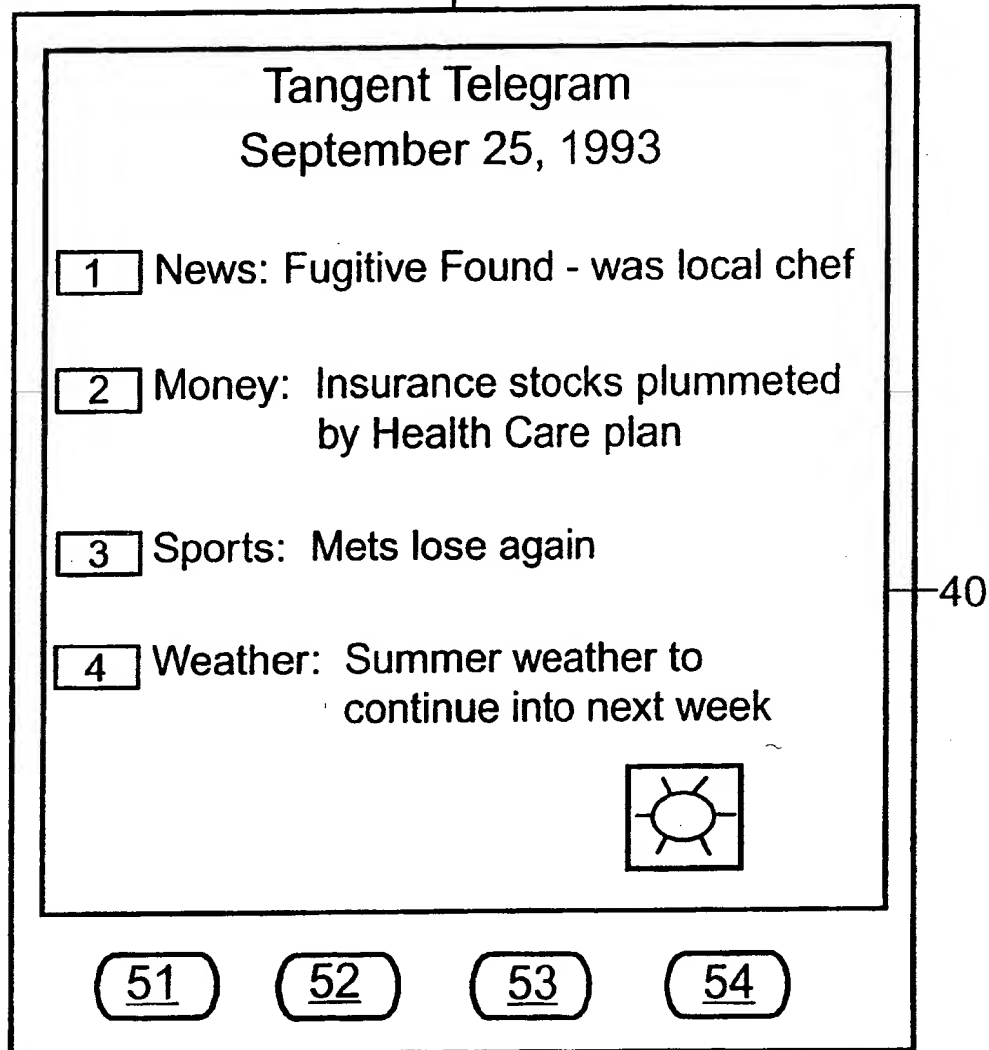 Tangent Telegram
September 25, 1993
1 News: Fugitive Found - was local chef
2 Money: Insurance stocks plummeted
by Health Care plan
3 Sports: Mets lose again
40
4 Weather: Summer weather to
continue into next week
51 52 53 54